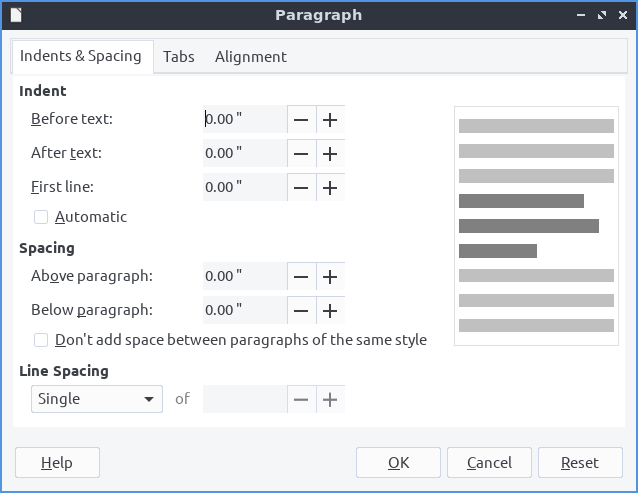 Paragraph
Indents & Spacing Tabs Alignment
Indent
Before text: 0.00 "
After text: 0.00 "
First line: 0.00 "
Automatic
Spacing
Above paragraph: 0.00 "
Below paragraph: 0.00 "
Don't add space between paragraphs of the same style
Line Spacing
Single of
Help OK Cancel Reset